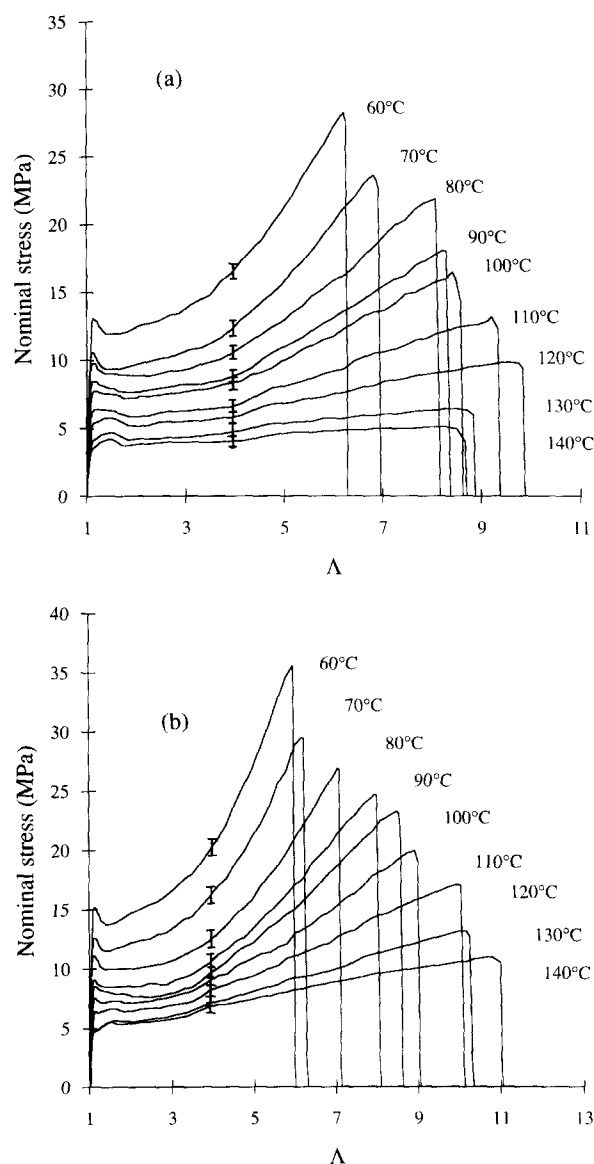 35
30
25
20
15
10
5
0
Nominal stress (MPa)
(a)
60°C
70°C
80°C
90°C
100°C
110°C
120°C
130°C
140°C
1 3 5 7 9 11
Λ
40
35
30
25
20
15
10
5
0
Nominal stress (MPa)
(b)
60°C
70°C
80°C
90°C
100°C
110°C
120°C
130°C
140°C
1 3 5 7 9 11 13
Λ